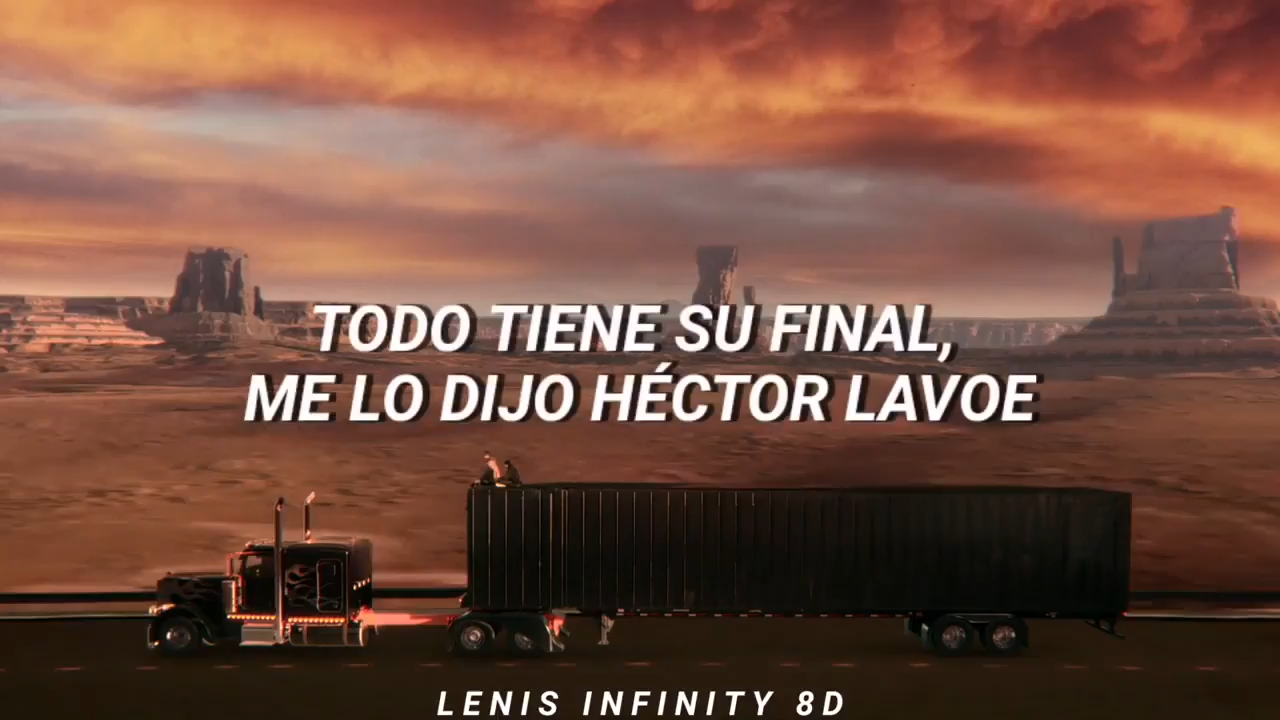 TODO TIENE SU FINAL,
ME LO DIJO HÉCTOR LAVOE
LENIS INFINITY 8D